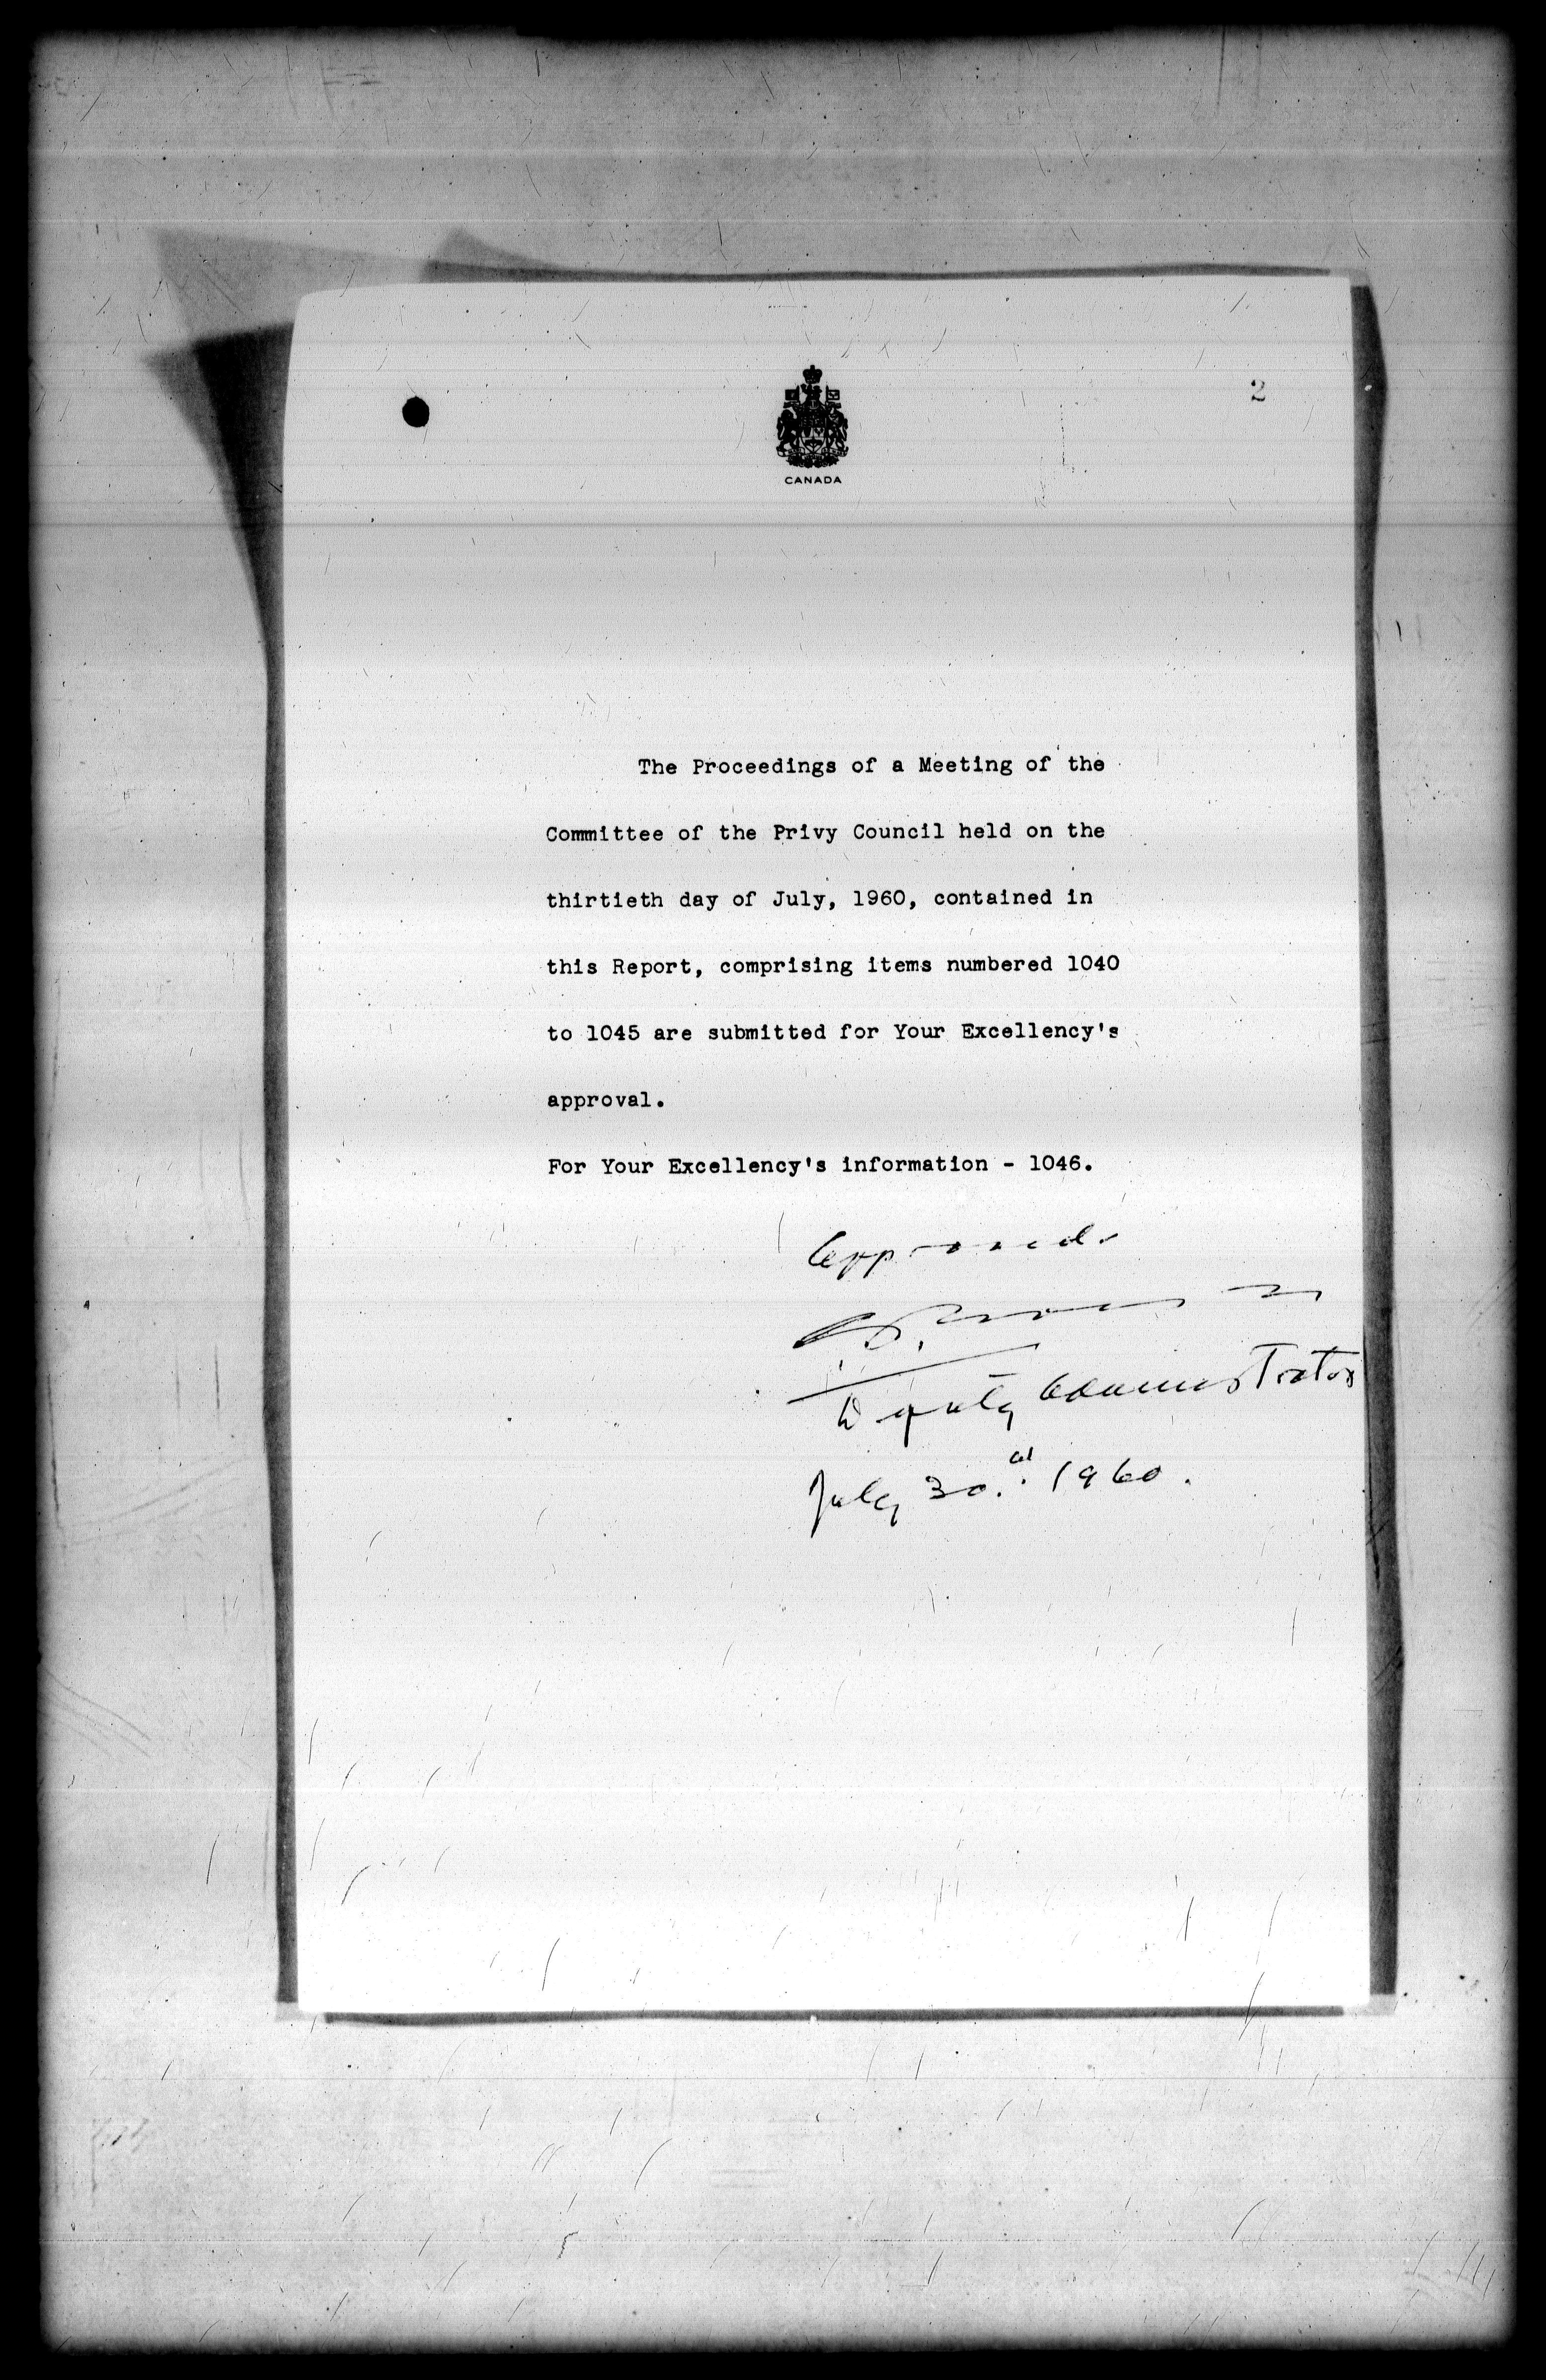 2
CANADA
The Proceedings of a Meeting of the
Committee of the Privy Council held on the
thirtieth day of July, 1960, contained in
this Report, comprising items numbered 1040
to 1045 are submitted for Your Excellency's
approval.
For Your Excellency's information - 1046.
Approved.
Deputy Administrator
July 30. 1960.